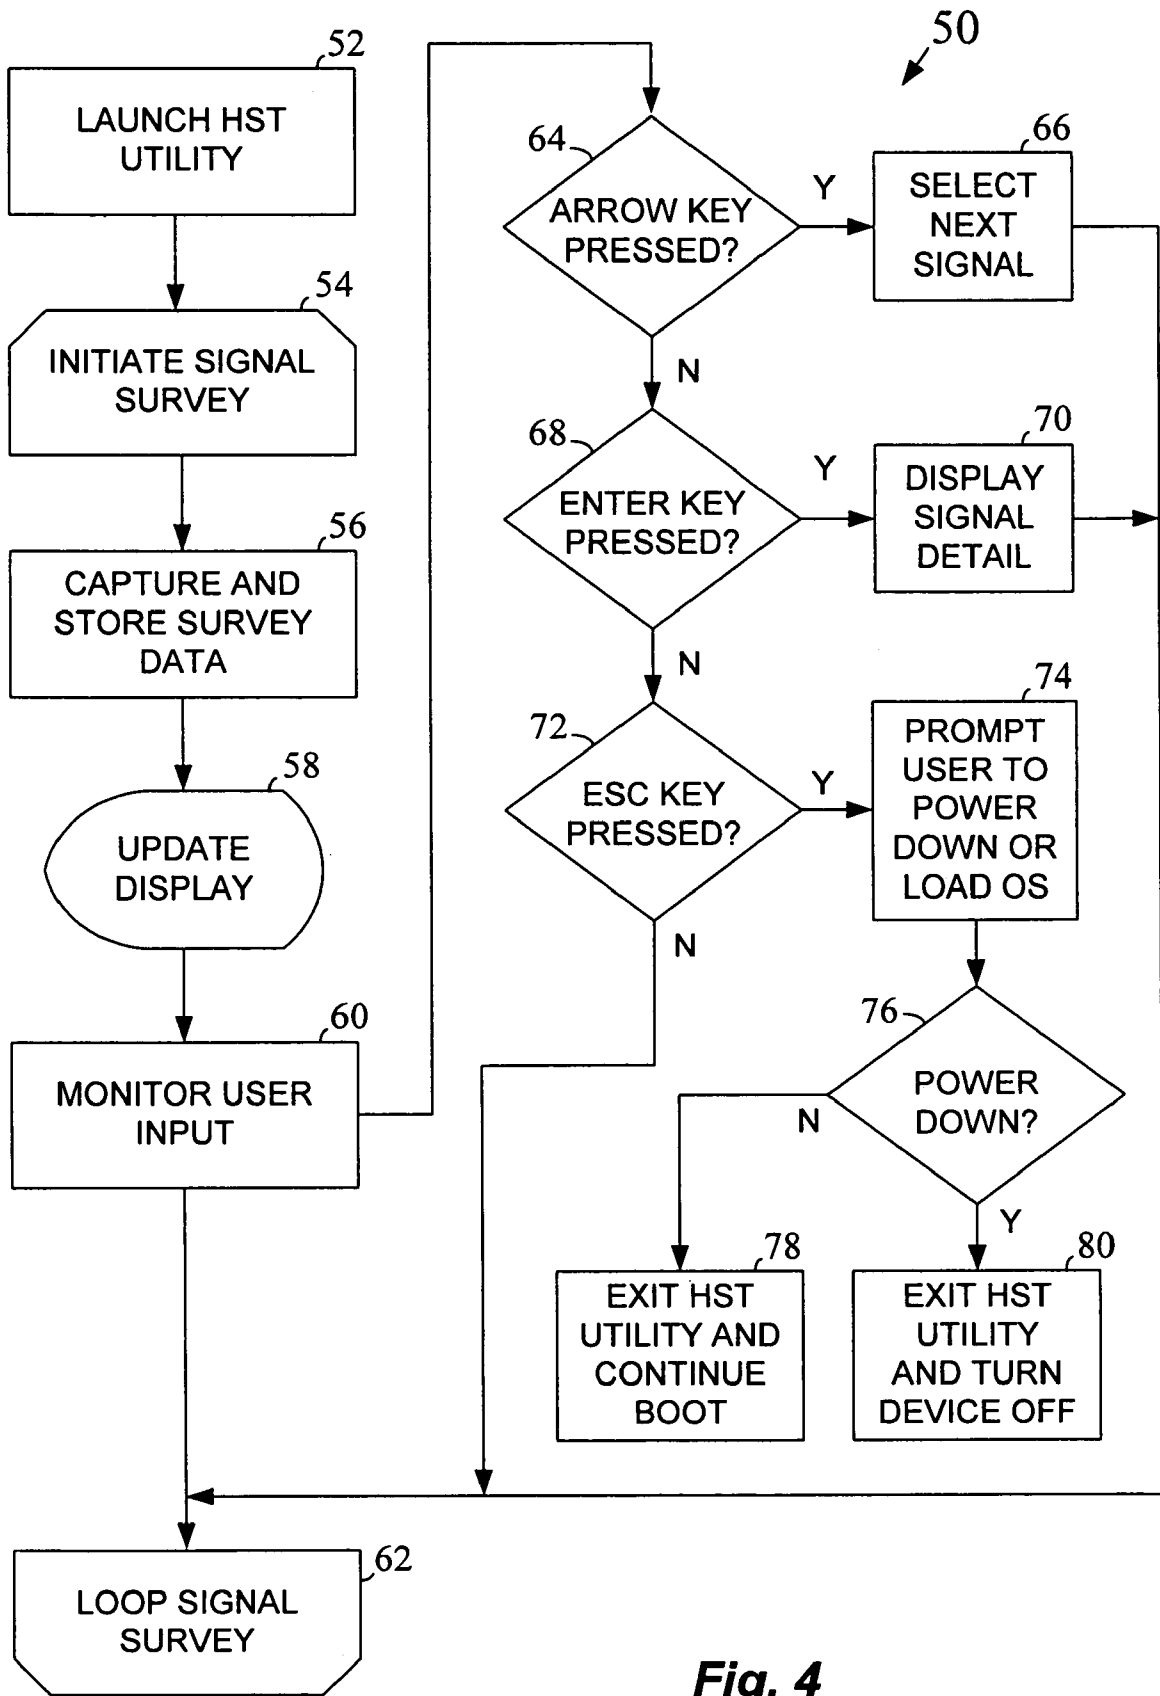 50
52
LAUNCH HST
UTILITY
54
INITIATE SIGNAL
SURVEY
56
CAPTURE AND
STORE SURVEY
DATA
58
UPDATE
DISPLAY
60
MONITOR USER
INPUT
62
LOOP SIGNAL
SURVEY
64
ARROW KEY
PRESSED?
Y
N
66
SELECT
NEXT
SIGNAL
68
ENTER KEY
PRESSED?
Y
N
70
DISPLAY
SIGNAL
DETAIL
72
ESC KEY
PRESSED?
Y
N
74
PROMPT
USER TO
POWER
DOWN OR
LOAD OS
76
POWER
DOWN?
N
Y
78
EXIT HST
UTILITY AND
CONTINUE
BOOT
80
EXIT HST
UTILITY
AND TURN
DEVICE OFF
Fig. 4